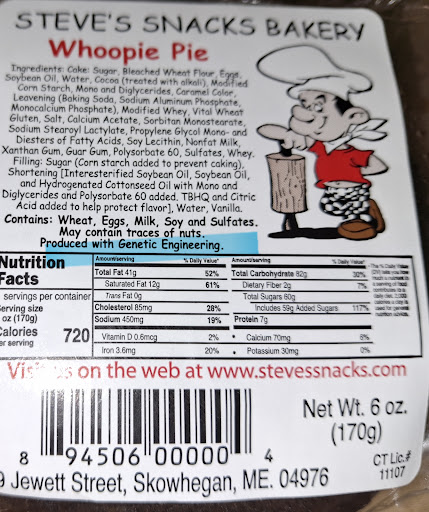 STEVE'S SNACKS BAKERY
Whoopie Pie
Ingredients: Cake: Sugar, Bleached Wheat Flour, Eggs,
Soybean Oil, Water, Cocoa (treated with alkali), Modified
Corn Starch, Mono and Diglycerides, Caramel Color,
Leavening (Baking Soda, Sodium Aluminum Phosphate,
Monocalcium Phosphate), Modified Whey, Vital Wheat
Gluten, Salt, Calcium Acetate, Sorbitan Monostearate,
Sodium Stearoyl Lactylate, Propylene Glycol Mono- and
Diesters of Fatty Acids, Soy Lecithin, Nonfat Milk,
Xanthan Gum, Guar Gum, Polysorbate 60, Sulfates, Whey.
Filling: Sugar (Corn starch added to prevent caking),
Shortening [Interesterified Soybean Oil, Soybean Oil,
and Hydrogenated Cottonseed Oil with Mono and
Diglycerides and Polysorbate 60 added. TBHQ and Citric
Acid added to help protect flavor], Water, Vanilla.
Contains: Wheat, Eggs, Milk, Soy and Sulfates.
May contain traces of nuts.
Produced with Genetic Engineering.
Nutrition
Facts
servings per container
serving size
oz (170g)
Calories 720
per serving
Amount/serving % Daily Value*
Total Fat 41g 52%
Saturated Fat 12g 61%
Trans Fat 0g
Cholesterol 85mg 28%
Sodium 450mg 19%
Vitamin D 0.6mcg 2%
Iron 3.6mg 20%
Amount/serving % Daily Value*
Total Carbohydrate 82g 30%
Dietary Fiber 2g 7%
Total Sugars 60g
Includes 59g Added Sugars 117%
Protein 7g
• Calcium 70mg 6%
• Potassium 30mg 0%
Visit us on the web at www.stevessnacks.com
8 94506 00000 4
Net Wt. 6 oz.
(170g)
CT Lic.#
11107
9 Jewett Street, Skowhegan, ME. 04976